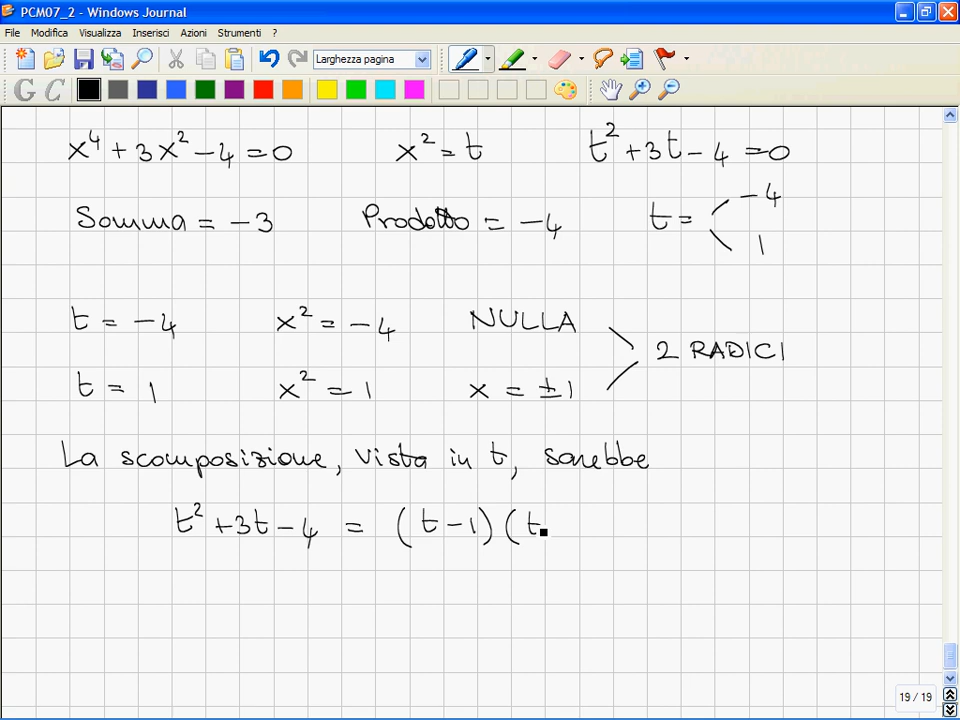 PCM07_2 - Windows Journal
File Modifica Visualizza Inserisci Azioni Strumenti ?
Larghezza pagina
G C
x⁴ + 3x² - 4 = 0 x² = t t² + 3t - 4 = 0
Somma = -3 Prodotto = -4 t = < -4
1
t = -4 x² = -4 NULLA
> 2 RADICI
t = 1 x² = 1 x = ±1
La scomposizione, vista in t, sarebbe
t² + 3t - 4 = (t - 1) (t
19 / 19